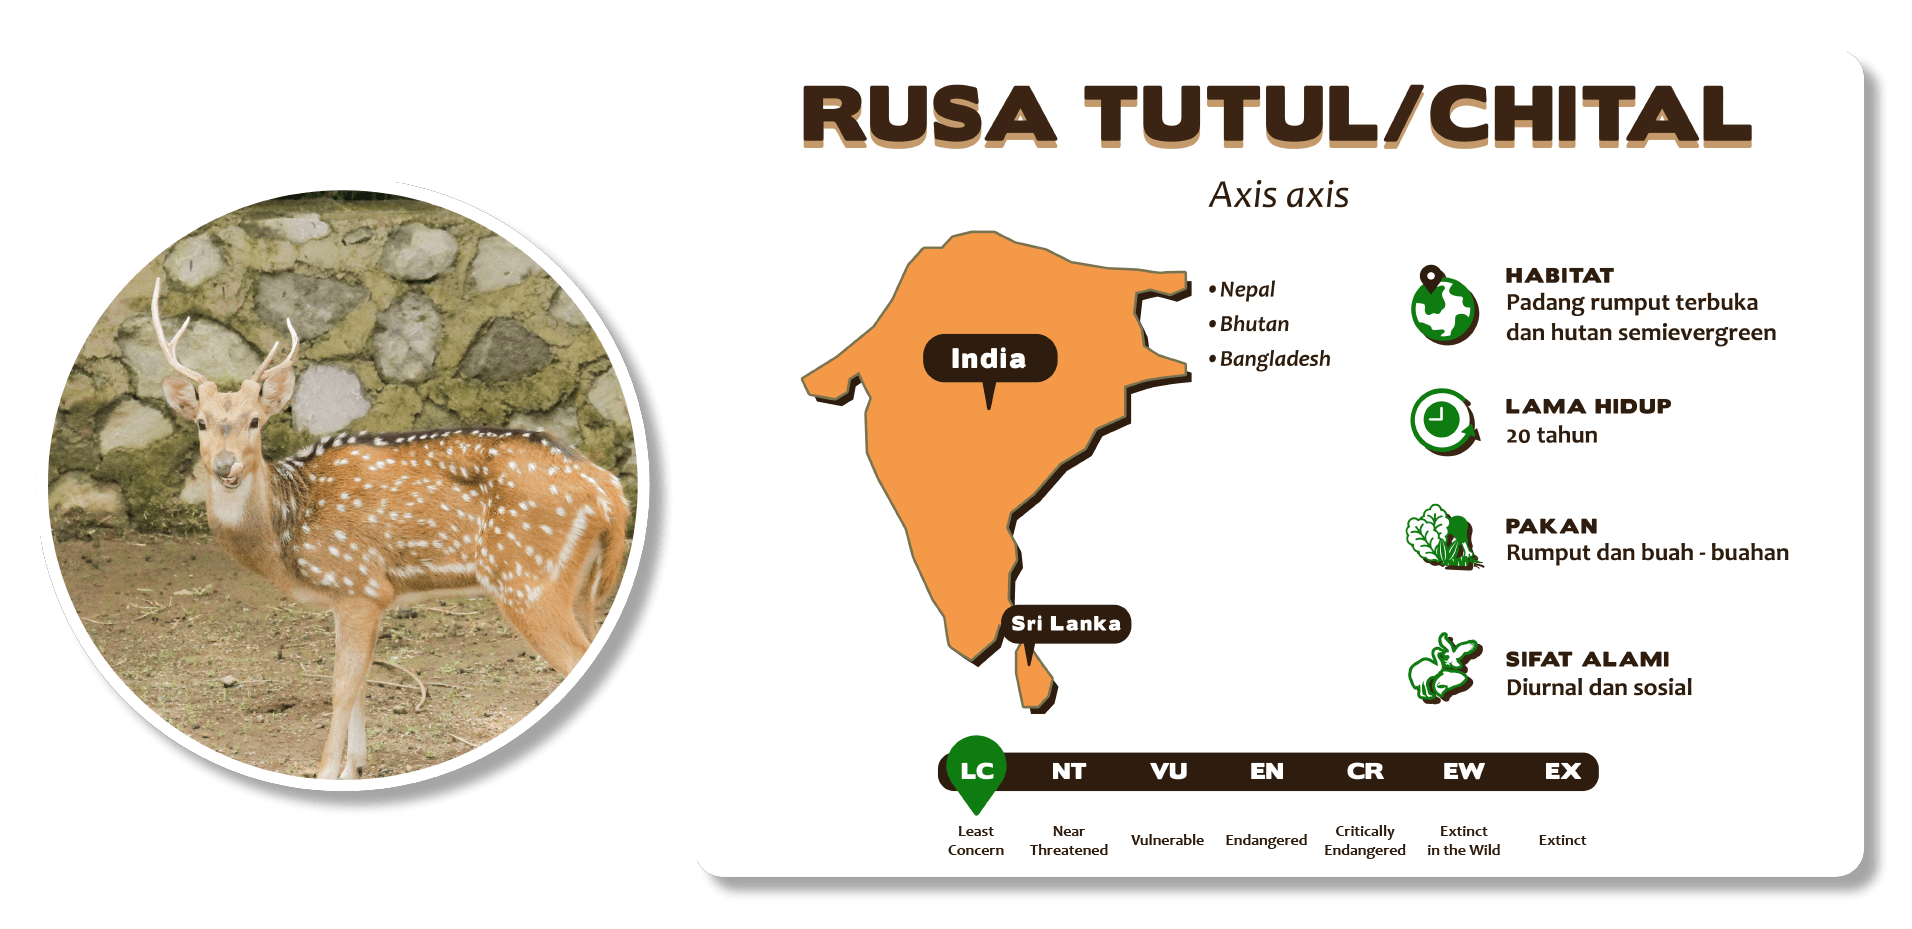 RUSA TUTUL/CHITAL
Axis axis
India
Sri Lanka
• Nepal
• Bhutan
• Bangladesh
HABITAT
Padang rumput terbuka
dan hutan semievergreen
LAMA HIDUP
20 tahun
PAKAN
Rumput dan buah - buahan
SIFAT ALAMI
Diurnal dan sosial
LC NT VU EN CR EW EX
Least Concern
Near Threatened
Vulnerable
Endangered
Critically Endangered
Extinct in the Wild
Extinct